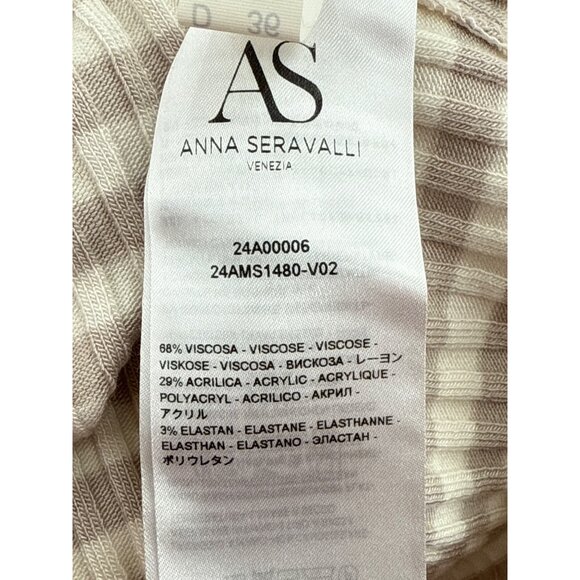 D 36
AS
ANNA SERAVALLI
VENEZIA
24A00006
24AMS1480-V02
68% VISCOSA - VISCOSE - VISCOSE -
VISKOSE - VISCOSA - ВИСКОЗА - レーヨン
29% ACRILICA - ACRYLIC - ACRYLIQUE -
POLYACRYL - ACRILICO - АКРИЛ -
アクリル
3% ELASTAN - ELASTANE - ELASTHANNE -
ELASTHAN - ELASTANO - ЭЛАСТАН -
ポリウレタン